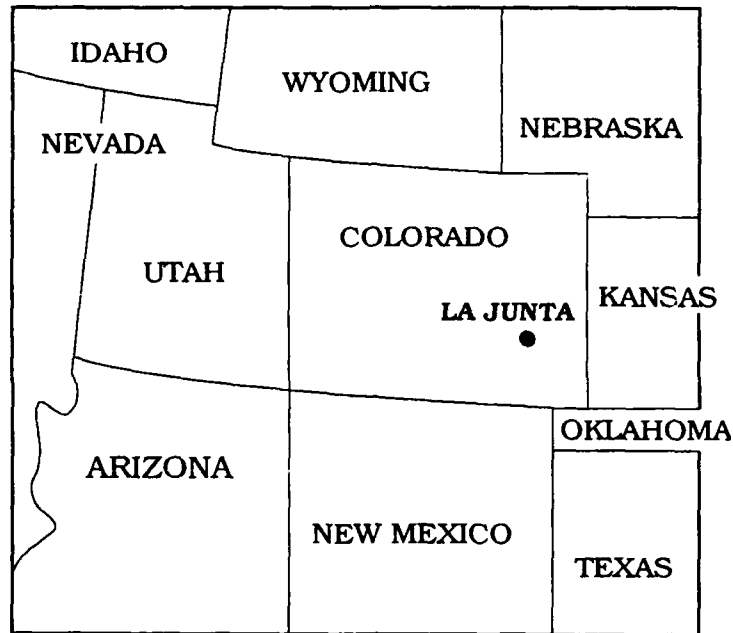 IDAHO
WYOMING
NEBRASKA
NEVADA
COLORADO
UTAH
KANSAS
LA JUNTA
OKLAHOMA
ARIZONA
NEW MEXICO
TEXAS